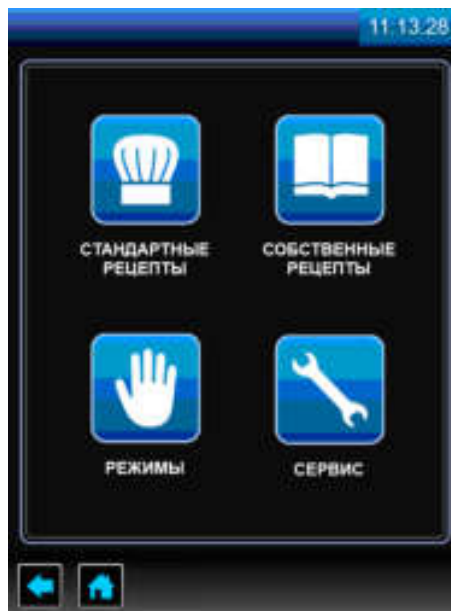 11:13:28
СТАНДАРТНЫЕ
РЕЦЕПТЫ
СОБСТВЕННЫЕ
РЕЦЕПТЫ
РЕЖИМЫ
СЕРВИС